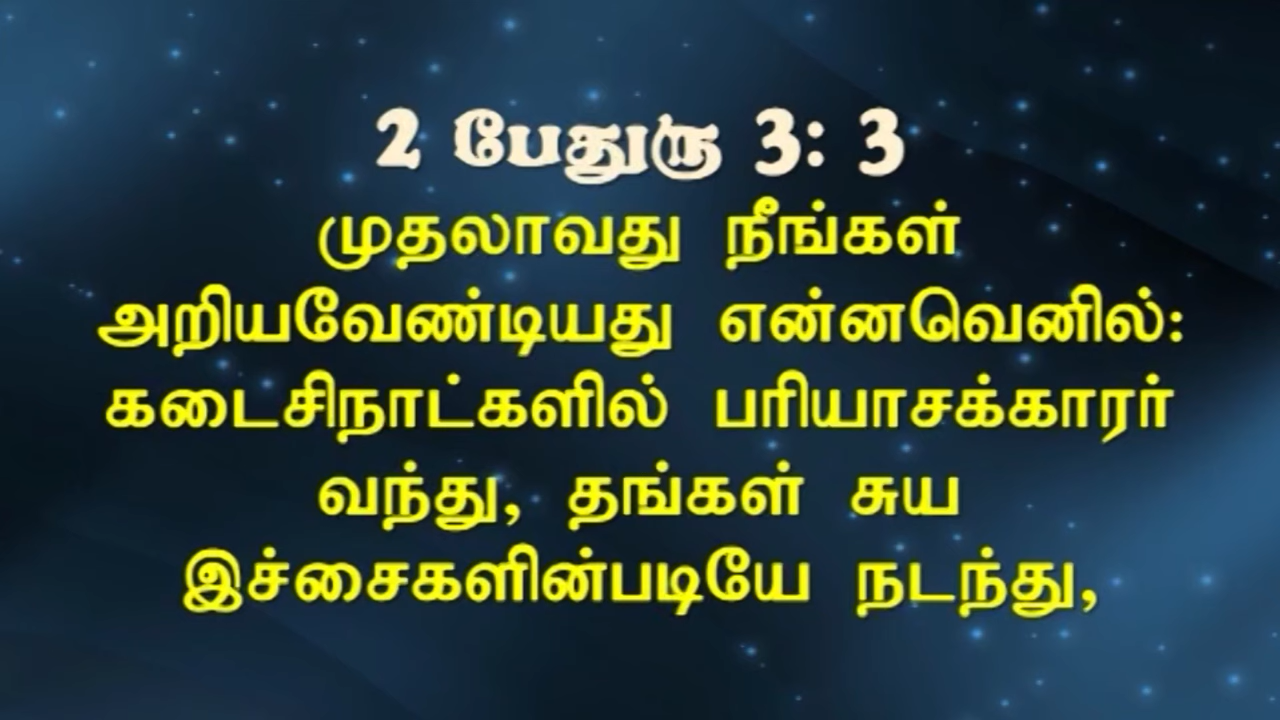 2 பேதுரு 3: 3
முதலாவது நீங்கள்
அறியவேண்டியது என்னவெனில்:
கடைசிநாட்களில் பரியாசக்காரர்
வந்து, தங்கள் சுய
இச்சைகளின்படியே நடந்து,